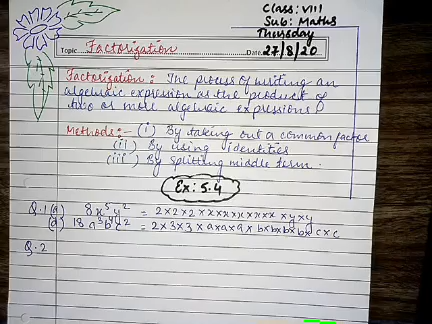 Class: VIII
Sub: Maths
Thursday
Topic Factorization Date 27/8/20
Factorization : The process of writing an
algebraic expression as the product of
two or more algebraic expressions
Methods:- (i) By taking out a common factor
(ii) By using identities
(iii) By splitting middle term.
Ex: 5.4
Q.1 (a) 8x⁵y² = 2×2×2×x×x×x×x×x×y×y
(d) 18a³b⁴c² = 2×3×3×a×a×a×b×b×b×b×c×c
Q.2